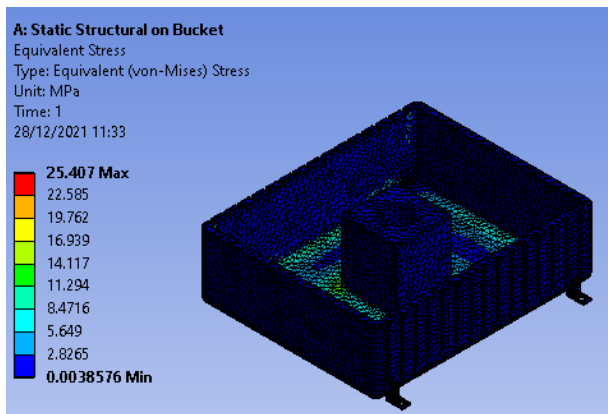 A: Static Structural on Bucket
Equivalent Stress
Type: Equivalent (von-Mises) Stress
Unit: MPa
Time: 1
28/12/2021 11:33
25.407 Max
22.585
19.762
16.939
14.117
11.294
8.4716
5.649
2.8265
0.0038576 Min